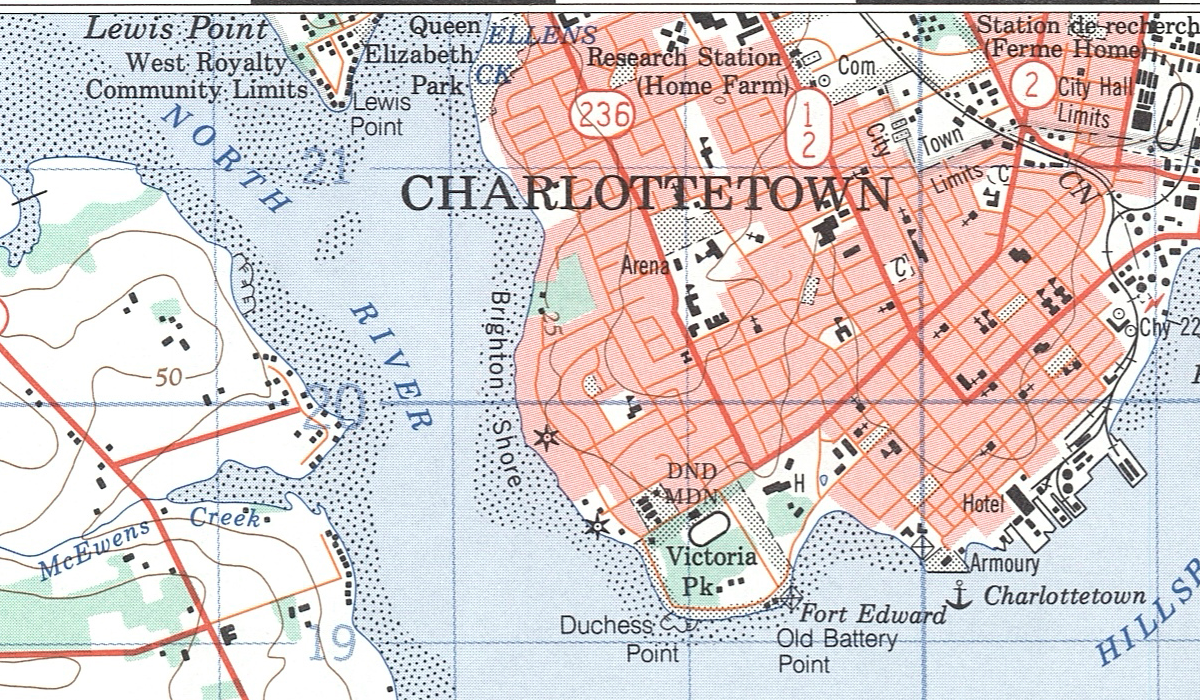 Lewis Point
West Royalty
Community Limits
Lewis
Point
Queen
Elizabeth
Park
ELLENS
CK
Research Station
(Home Farm)
Com
Station de recherch
(Ferme Home)
City Hall
Limits
236
1
2
2
City
Town
Limits
C
CN
NORTH
RIVER
21
CHARLOTTETOWN
Arena
C
25
Brighton Shore
Chy 22
50
20
DND
MDN
H
Hotel
Victoria
Pk
McEwens
Creek
Armoury
Charlottetown
Fort Edward
Old Battery
Point
Duchess
Point
19
HILLSB